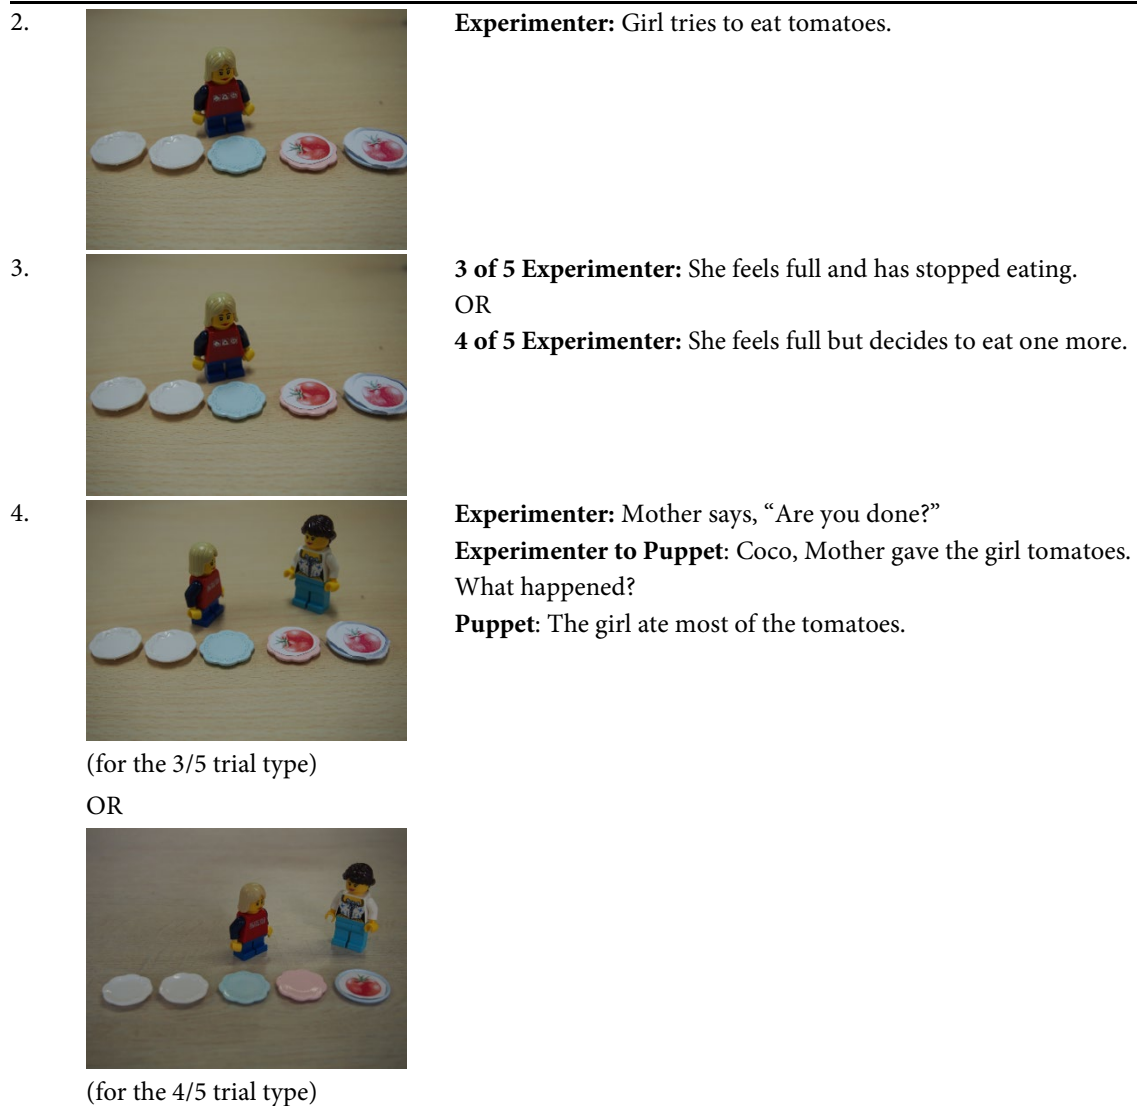 2.
Experimenter: Girl tries to eat tomatoes.
3.
3 of 5 Experimenter: She feels full and has stopped eating.
OR
4 of 5 Experimenter: She feels full but decides to eat one more.
4.
Experimenter: Mother says, “Are you done?”
Experimenter to Puppet: Coco, Mother gave the girl tomatoes.
What happened?
Puppet: The girl ate most of the tomatoes.
(for the 3/5 trial type)
OR
(for the 4/5 trial type)